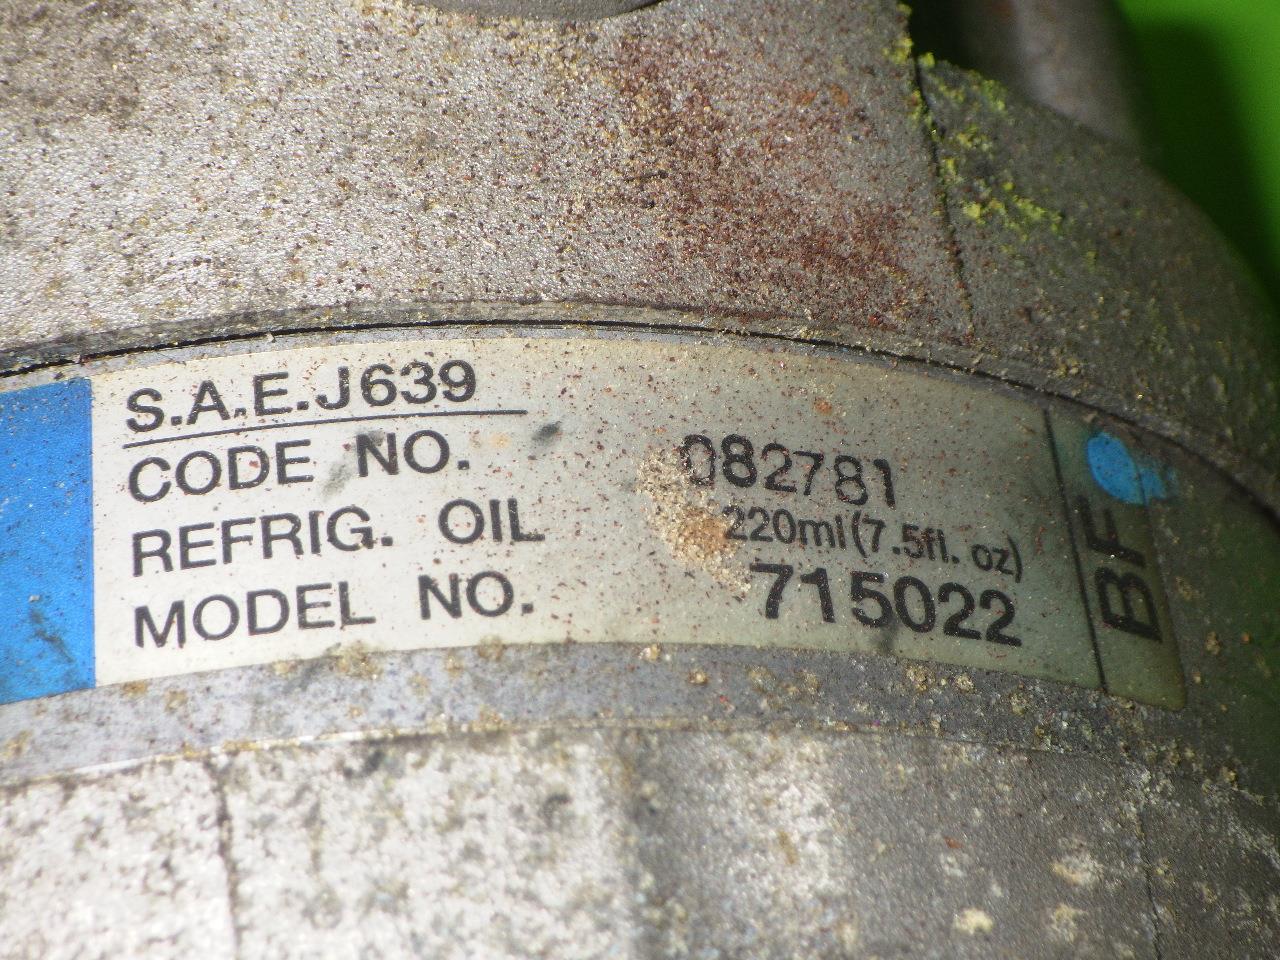 S.A.E.J639
CODE NO. 082781
REFRIG. OIL 220ml(7.5fl. oz)
MODEL NO. 715022
BF